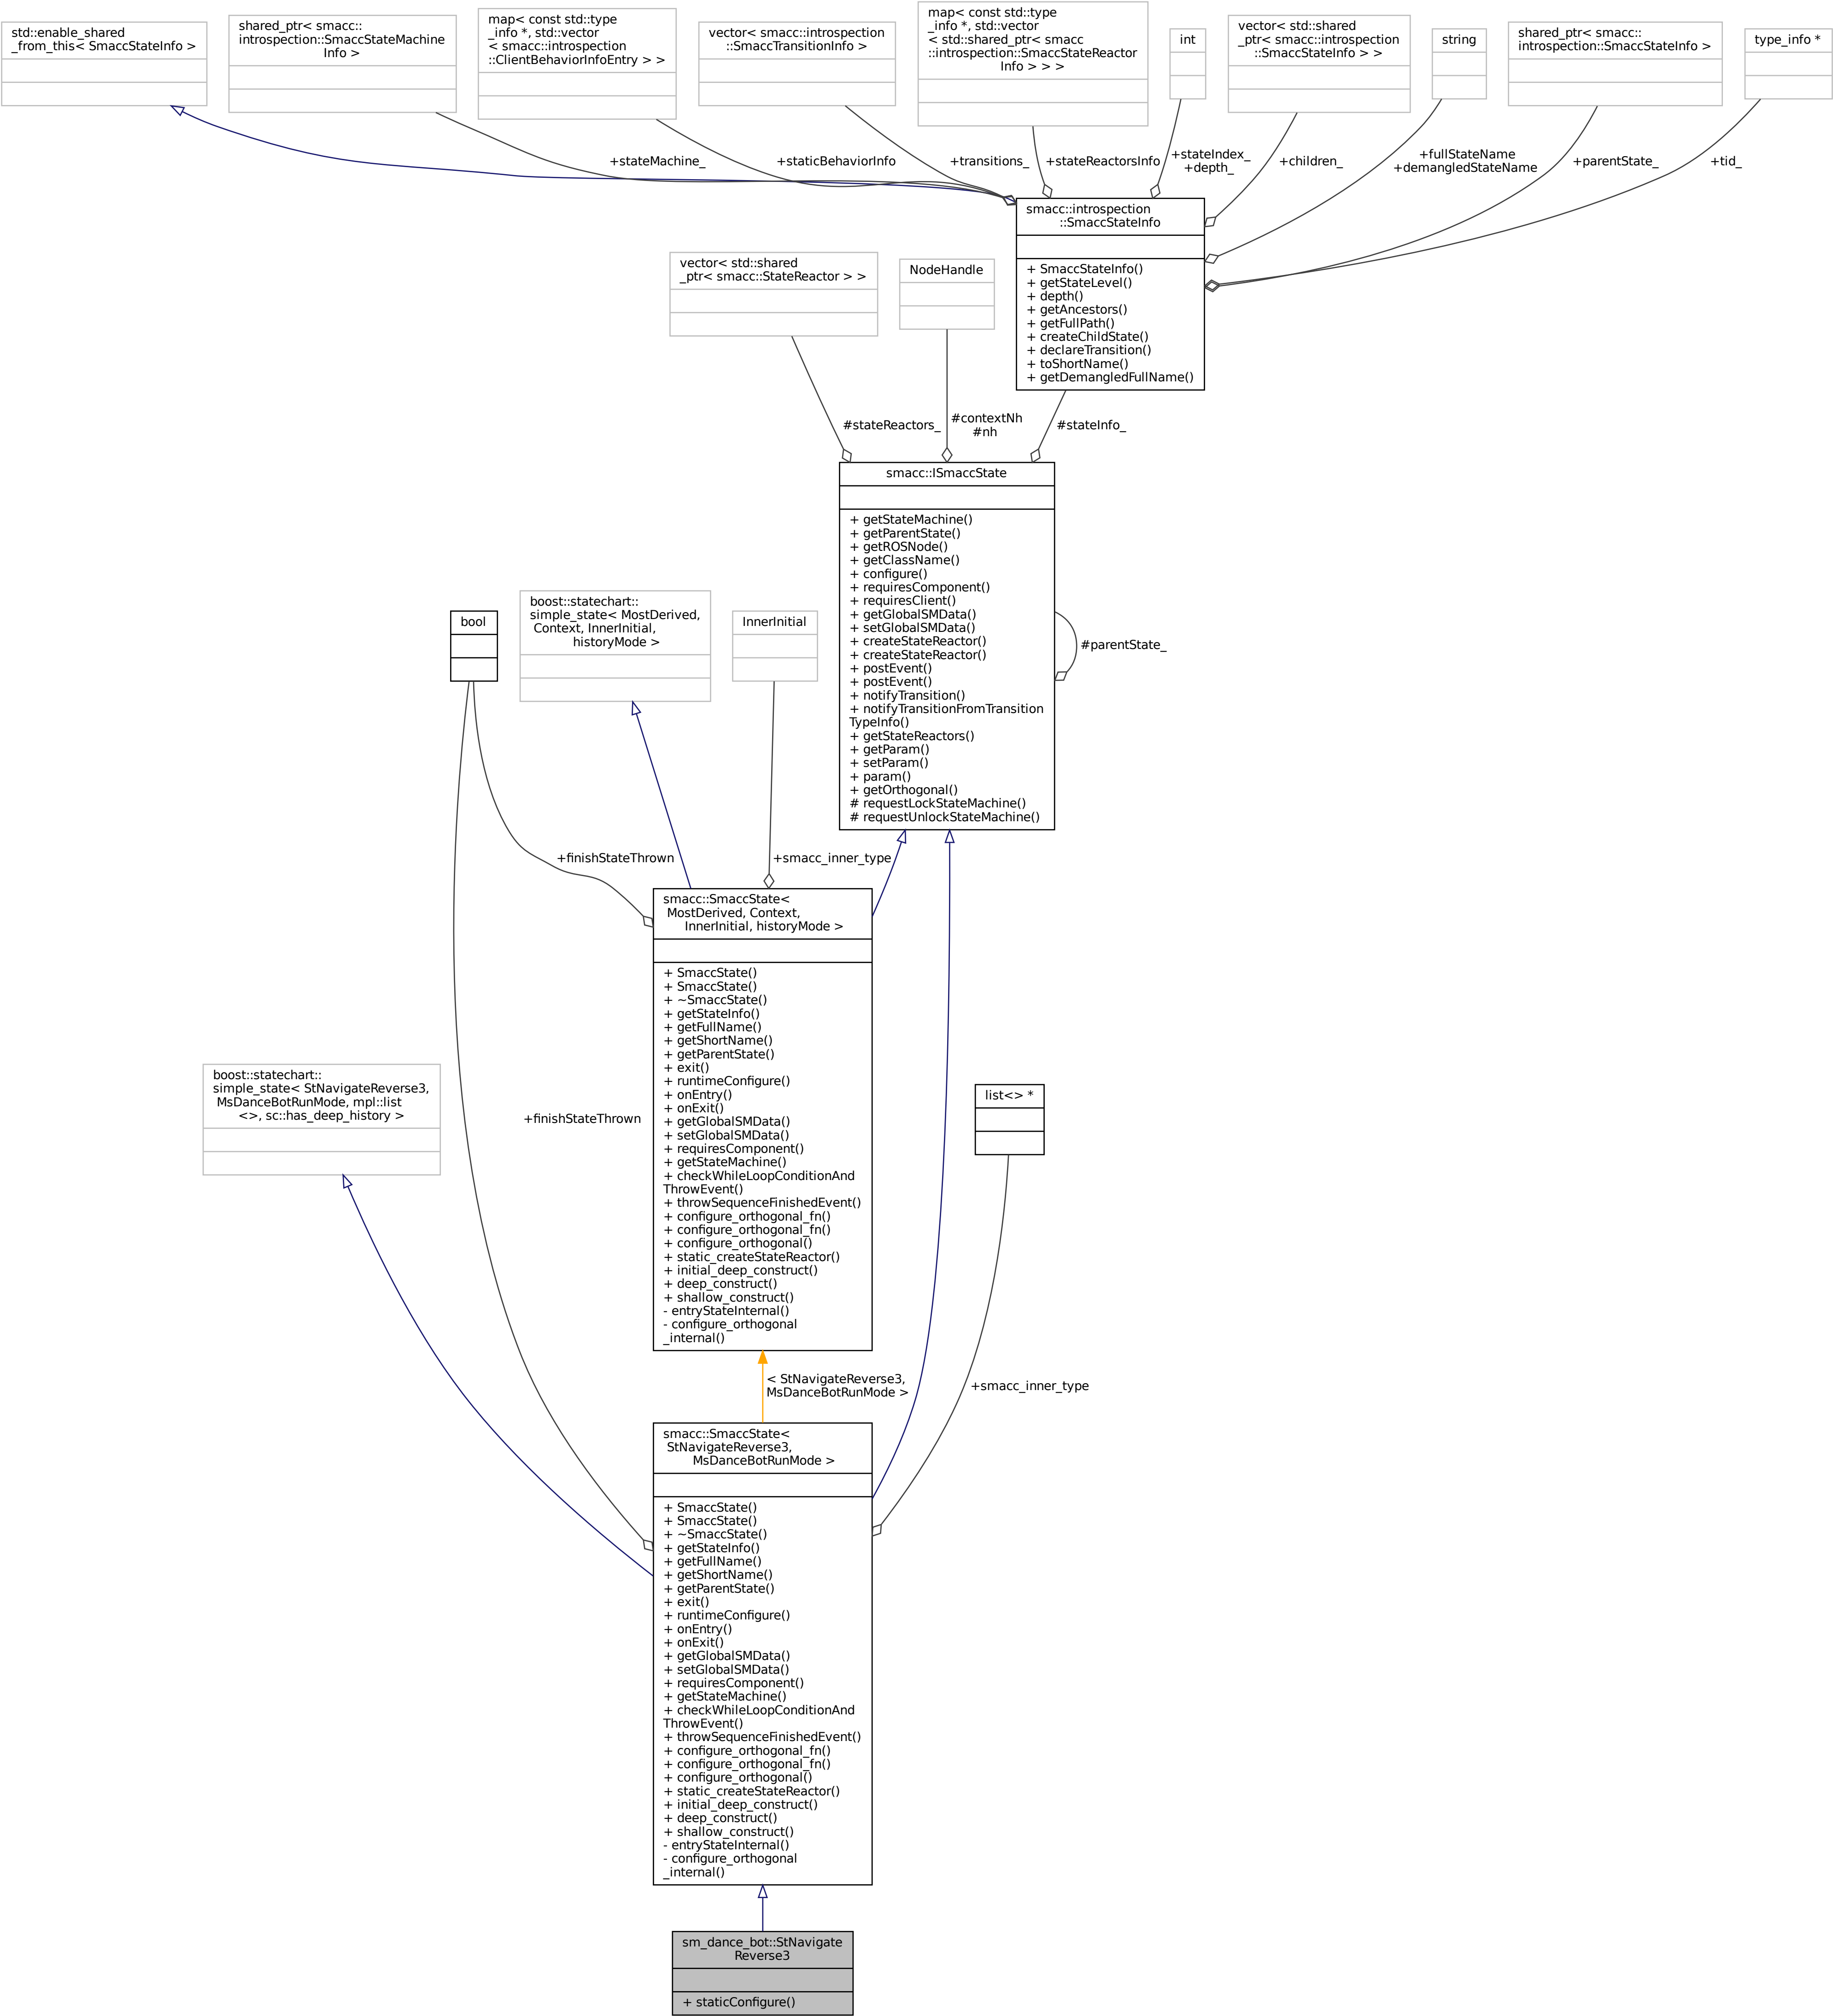 std::enable_shared
_from_this< SmaccStateInfo >
shared_ptr< smacc::
introspection::SmaccStateMachine
Info >
map< const std::type
_info *, std::vector
< smacc::introspection
::ClientBehaviorInfoEntry > >
vector< smacc::introspection
::SmaccTransitionInfo >
map< const std::type
_info *, std::vector
< std::shared_ptr< smacc
::introspection::SmaccStateReactor
Info > > >
int
vector< std::shared
_ptr< smacc::introspection
::SmaccStateInfo > >
string
shared_ptr< smacc::
introspection::SmaccStateInfo >
type_info *
+stateMachine_
+staticBehaviorInfo
+transitions_
+stateReactorsInfo
+stateIndex_
+depth_
+children_
+fullStateName
+demangledStateName
+parentState_
+tid_
smacc::introspection
::SmaccStateInfo
+ SmaccStateInfo()
+ getStateLevel()
+ depth()
+ getAncestors()
+ getFullPath()
+ createChildState()
+ declareTransition()
+ toShortName()
+ getDemangledFullName()
vector< std::shared
_ptr< smacc::StateReactor > >
NodeHandle
#stateReactors_
#contextNh
#nh
#stateInfo_
smacc::ISmaccState
+ getStateMachine()
+ getParentState()
+ getROSNode()
+ getClassName()
+ configure()
+ requiresComponent()
+ requiresClient()
+ getGlobalSMData()
+ setGlobalSMData()
+ createStateReactor()
+ createStateReactor()
+ postEvent()
+ postEvent()
+ notifyTransition()
+ notifyTransitionFromTransition
TypeInfo()
+ getStateReactors()
+ getParam()
+ setParam()
+ param()
+ getOrthogonal()
# requestLockStateMachine()
# requestUnlockStateMachine()
#parentState_
bool
boost::statechart::
simple_state< MostDerived,
Context, InnerInitial,
historyMode >
InnerInitial
+finishStateThrown
+smacc_inner_type
smacc::SmaccState<
MostDerived, Context,
InnerInitial, historyMode >
+ SmaccState()
+ SmaccState()
+ ~SmaccState()
+ getStateInfo()
+ getFullName()
+ getShortName()
+ getParentState()
+ exit()
+ runtimeConfigure()
+ onEntry()
+ onExit()
+ getGlobalSMData()
+ setGlobalSMData()
+ requiresComponent()
+ getStateMachine()
+ checkWhileLoopConditionAnd
ThrowEvent()
+ throwSequenceFinishedEvent()
+ configure_orthogonal_fn()
+ configure_orthogonal_fn()
+ configure_orthogonal()
+ static_createStateReactor()
+ initial_deep_construct()
+ deep_construct()
+ shallow_construct()
- entryStateInternal()
- configure_orthogonal
_internal()
boost::statechart::
simple_state< StNavigateReverse3,
MsDanceBotRunMode, mpl::list
<>, sc::has_deep_history >
+finishStateThrown
list<> *
< StNavigateReverse3,
MsDanceBotRunMode >
+smacc_inner_type
smacc::SmaccState<
StNavigateReverse3,
MsDanceBotRunMode >
+ SmaccState()
+ SmaccState()
+ ~SmaccState()
+ getStateInfo()
+ getFullName()
+ getShortName()
+ getParentState()
+ exit()
+ runtimeConfigure()
+ onEntry()
+ onExit()
+ getGlobalSMData()
+ setGlobalSMData()
+ requiresComponent()
+ getStateMachine()
+ checkWhileLoopConditionAnd
ThrowEvent()
+ throwSequenceFinishedEvent()
+ configure_orthogonal_fn()
+ configure_orthogonal_fn()
+ configure_orthogonal()
+ static_createStateReactor()
+ initial_deep_construct()
+ deep_construct()
+ shallow_construct()
- entryStateInternal()
- configure_orthogonal
_internal()
sm_dance_bot::StNavigate
Reverse3
+ staticConfigure()